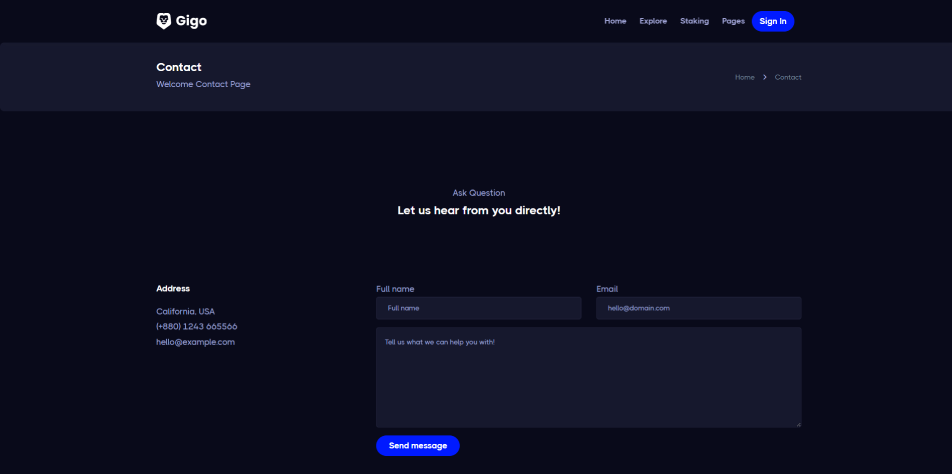 Gigo
Home Explore Staking Pages Sign In
Contact
Welcome Contact Page
Home > Contact
Ask Question
Let us hear from you directly!
Address
California, USA
(+880) 1243 665566
hello@example.com
Full name
Full name
Email
hello@domain.com
Tell us what we can help you with!
Send message